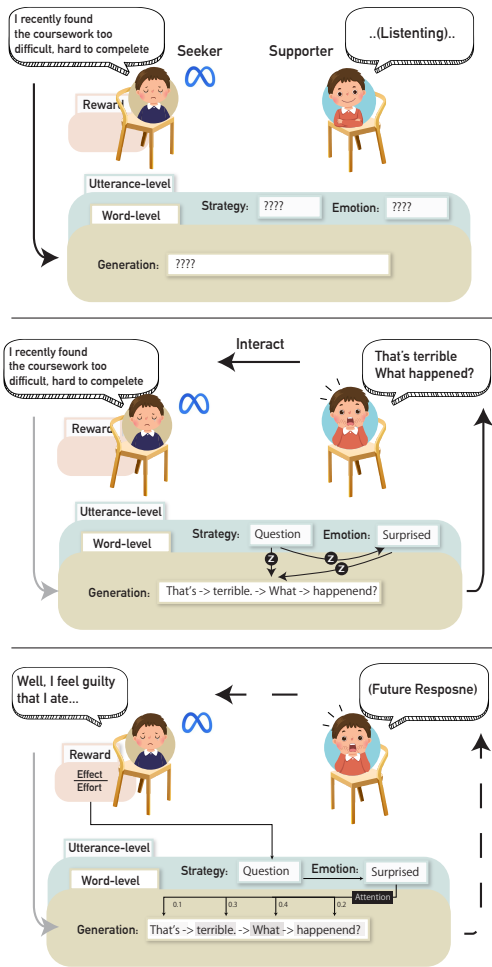 I recently found
the coursework too
difficult, hard to compelete
Seeker
Supporter
..(Listenting)..
Reward
Utterance-level
Word-level
Strategy: ????
Emotion: ????
Generation: ????
I recently found
the coursework too
difficult, hard to compelete
Interact
That's terrible
What happened?
Reward
Utterance-level
Word-level
Strategy: Question
Emotion: Surprised
Z
Z
Z
Generation: That's -> terrible. -> What -> happenend?
Well, I feel guilty
that I ate...
(Future Resposne)
Reward
Effect
Effort
Utterance-level
Word-level
Strategy: Question
Emotion: Surprised
Attention
0.1 0.3 0.4 0.2
Generation: That's -> terrible. -> What -> happenend?